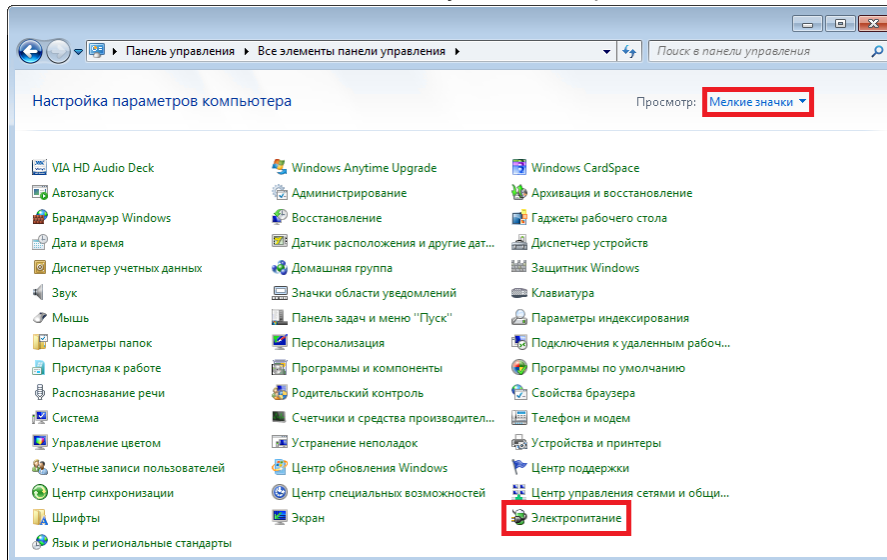 Панель управления ▸ Все элементы панели управления ▸ Поиск в панели управления
Настройка параметров компьютера Просмотр: Мелкие значки
VIA HD Audio Deck Windows Anytime Upgrade Windows CardSpace
Автозапуск Администрирование Архивация и восстановление
Брандмауэр Windows Восстановление Гаджеты рабочего стола
Дата и время Датчик расположения и другие дат... Диспетчер устройств
Диспетчер учетных данных Домашняя группа Защитник Windows
Звук Значки области уведомлений Клавиатура
Мышь Панель задач и меню "Пуск" Параметры индексирования
Параметры папок Персонализация Подключения к удаленным рабоч...
Приступая к работе Программы и компоненты Программы по умолчанию
Распознавание речи Родительский контроль Свойства браузера
Система Счетчики и средства производител... Телефон и модем
Управление цветом Устранение неполадок Устройства и принтеры
Учетные записи пользователей Центр обновления Windows Центр поддержки
Центр синхронизации Центр специальных возможностей Центр управления сетями и общи...
Шрифты Экран Электропитание
Язык и региональные стандарты